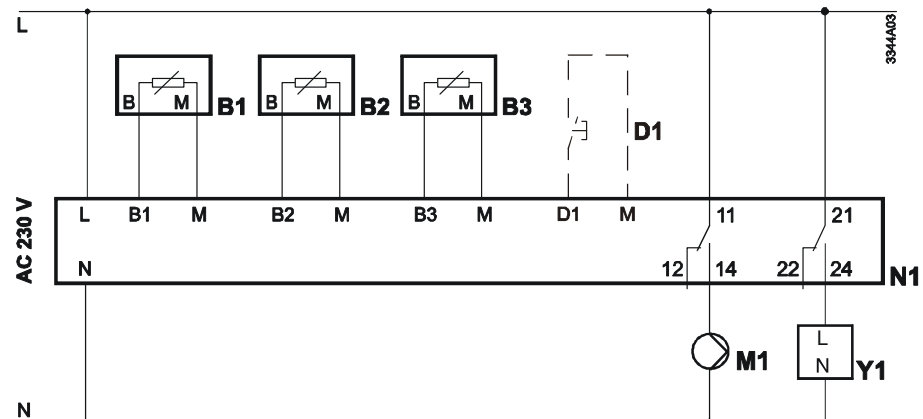 L
3344A03
B M B1 B M B2 B M B3
D1
AC 230 V
L B1 M B2 M B3 M D1 M 11 21
N 12 14 22 24 N1
M1
L
N
Y1
N